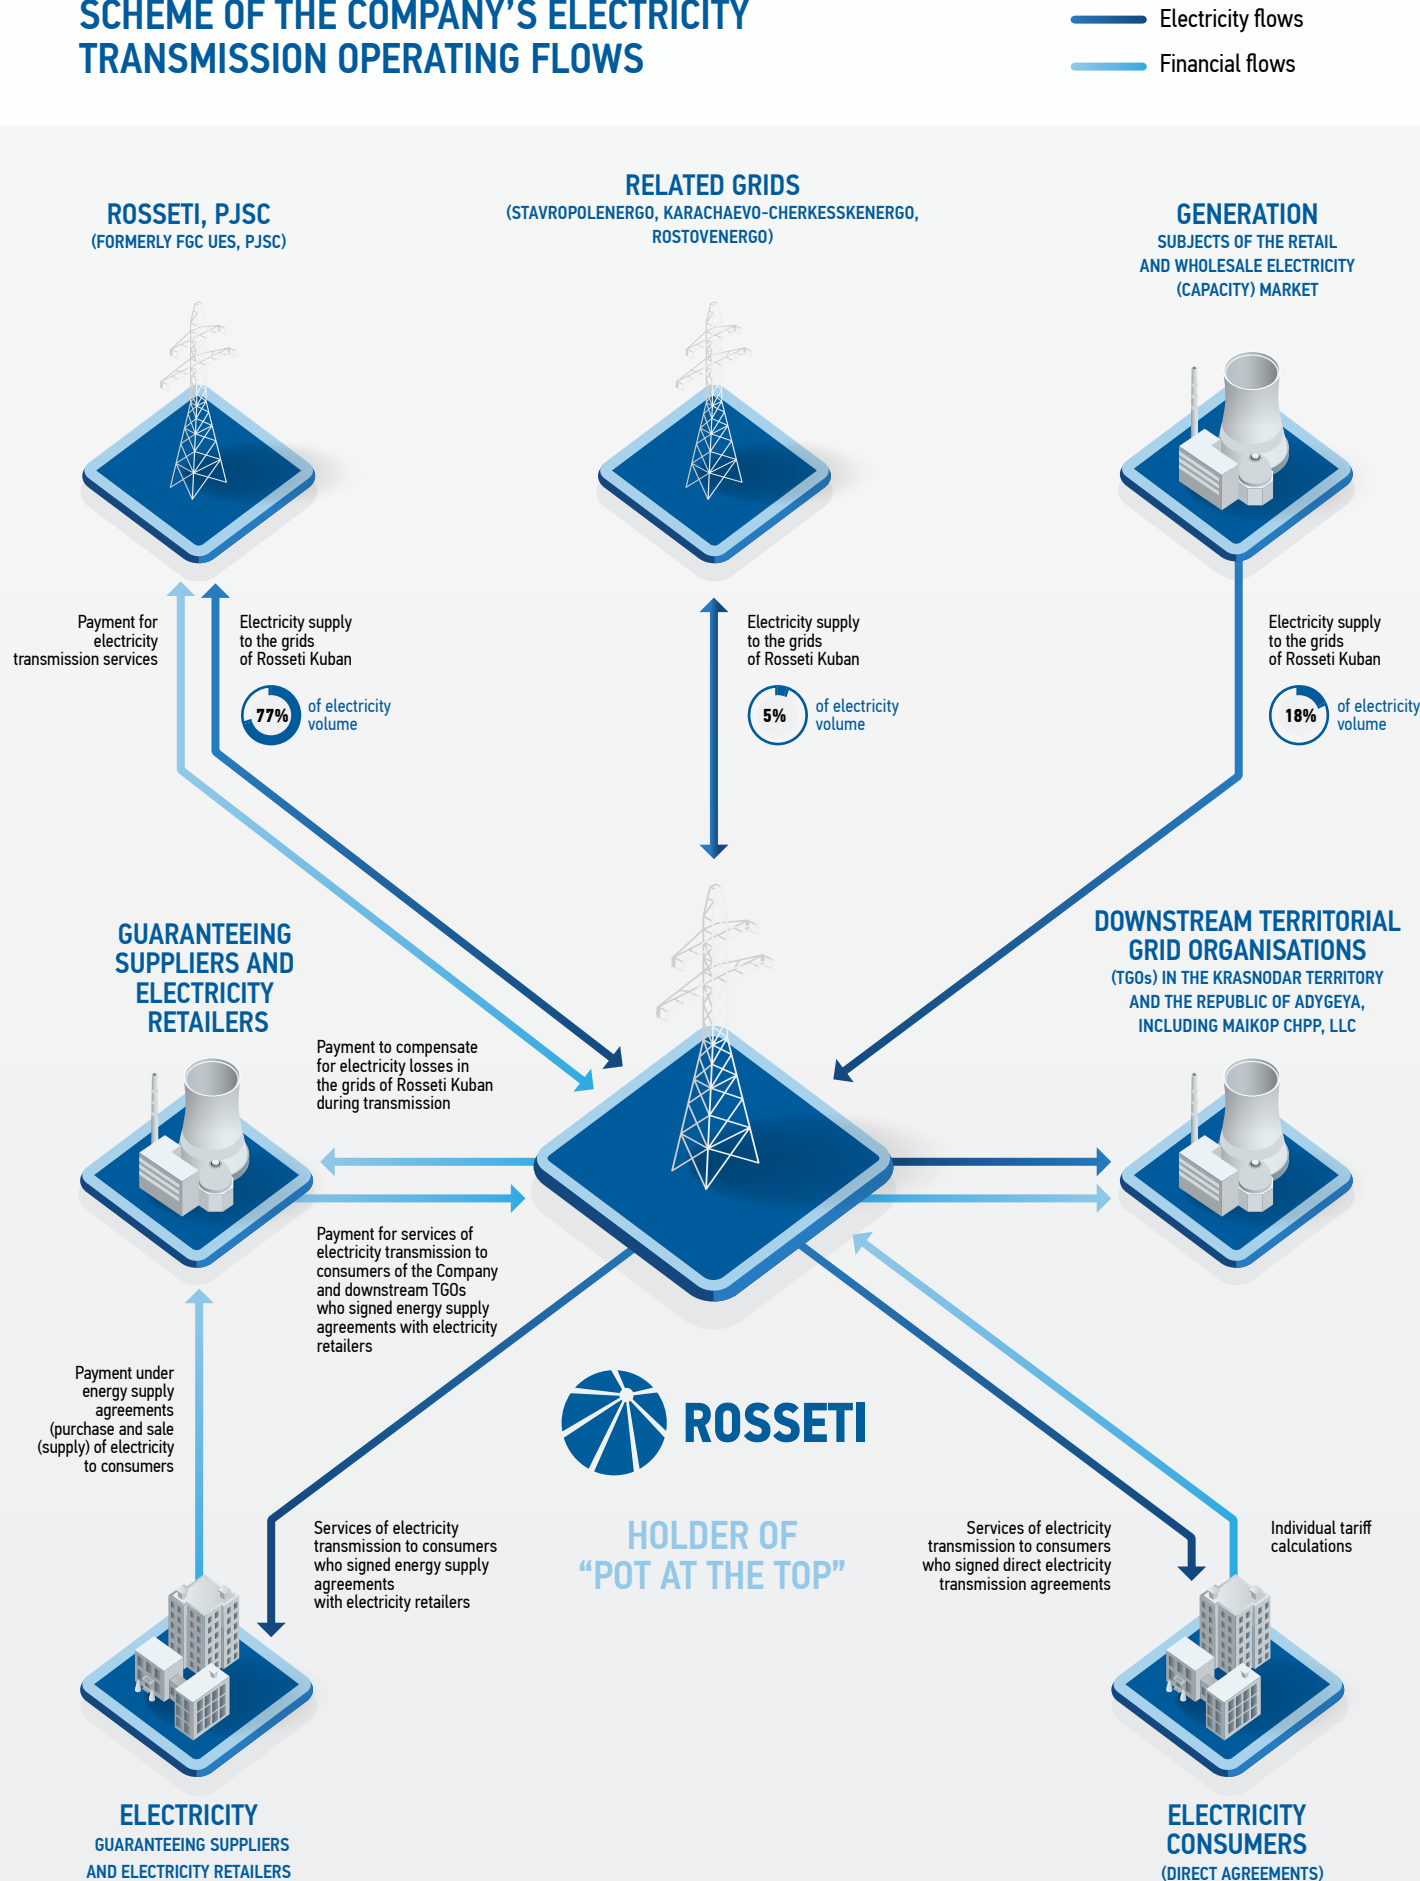 SCHEME OF THE COMPANY'S ELECTRICITY
TRANSMISSION OPERATING FLOWS
Electricity flows
Financial flows
ROSSETI, PJSC
(FORMERLY FGC UES, PJSC)
RELATED GRIDS
(STAVROPOLENERGO, KARACHAEVO-CHERKESSKENERGO,
ROSTOVENERGO)
GENERATION
SUBJECTS OF THE RETAIL
AND WHOLESALE ELECTRICITY
(CAPACITY) MARKET
Payment for
electricity
transmission services
Electricity supply
to the grids
of Rosseti Kuban
77%
of electricity
volume
Electricity supply
to the grids
of Rosseti Kuban
5%
of electricity
volume
Electricity supply
to the grids
of Rosseti Kuban
18%
of electricity
volume
GUARANTEEING
SUPPLIERS AND
ELECTRICITY
RETAILERS
DOWNSTREAM TERRITORIAL
GRID ORGANISATIONS
(TGOs) IN THE KRASNODAR TERRITORY
AND THE REPUBLIC OF ADYGEYA,
INCLUDING MAIKOP CHPP, LLC
Payment to compensate
for electricity losses in
the grids of Rosseti Kuban
during transmission
Payment for services of
electricity transmission to
consumers of the Company
and downstream TGOs
who signed energy supply
agreements with electricity
retailers
Payment under
energy supply
agreements
(purchase and sale
(supply) of electricity
to consumers
ROSSETI
HOLDER OF
“POT AT THE TOP”
Services of electricity
transmission to consumers
who signed energy supply
agreements
with electricity retailers
Services of electricity
transmission to consumers
who signed direct electricity
transmission agreements
Individual tariff
calculations
ELECTRICITY
GUARANTEEING SUPPLIERS
AND ELECTRICITY RETAILERS
ELECTRICITY
CONSUMERS
(DIRECT AGREEMENTS)